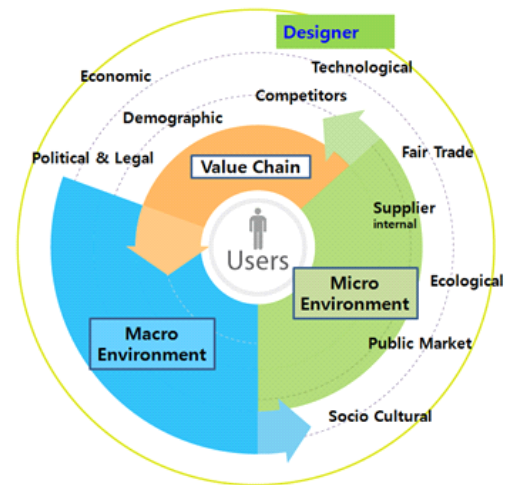 Designer
Technological
Economic
Competitors
Demographic
Political & Legal
Fair Trade
Value Chain
Supplier
internal
Users
Ecological
Micro
Environment
Macro
Environment
Public Market
Socio Cultural